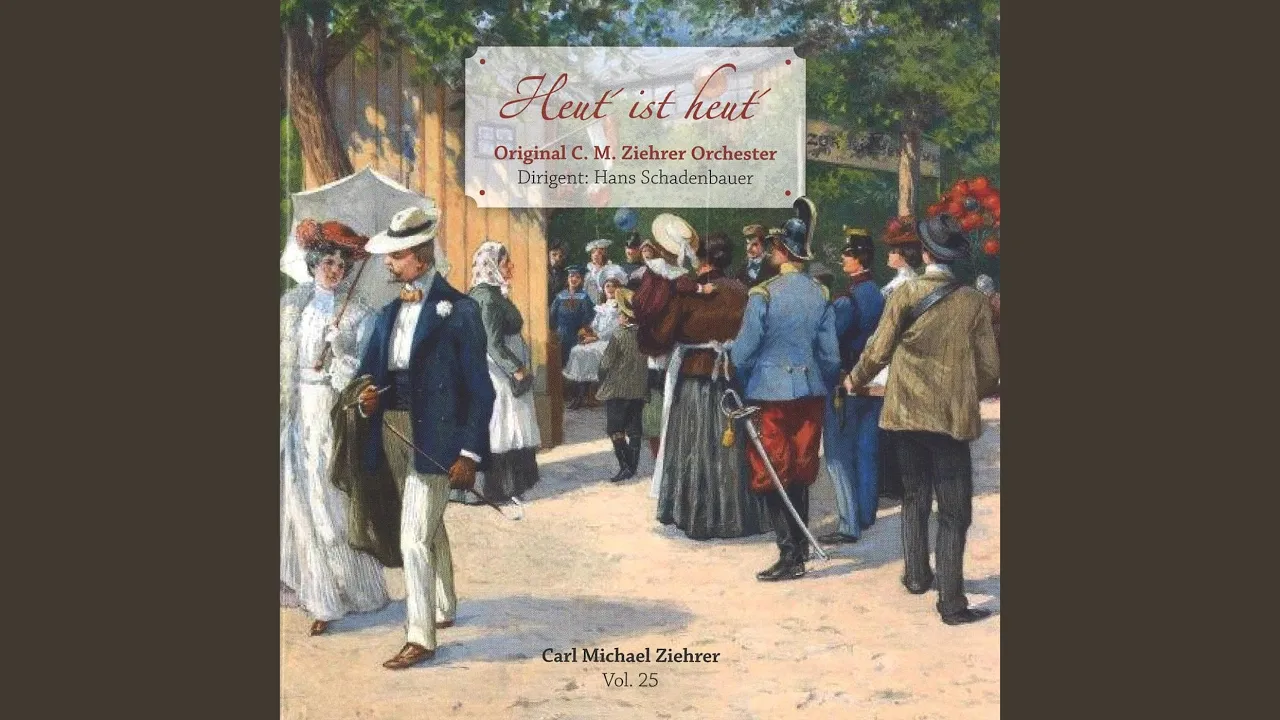 Heut´ ist heut´
Original C. M. Ziehrer Orchester
Dirigent: Hans Schadenbauer
Carl Michael Ziehrer
Vol. 25